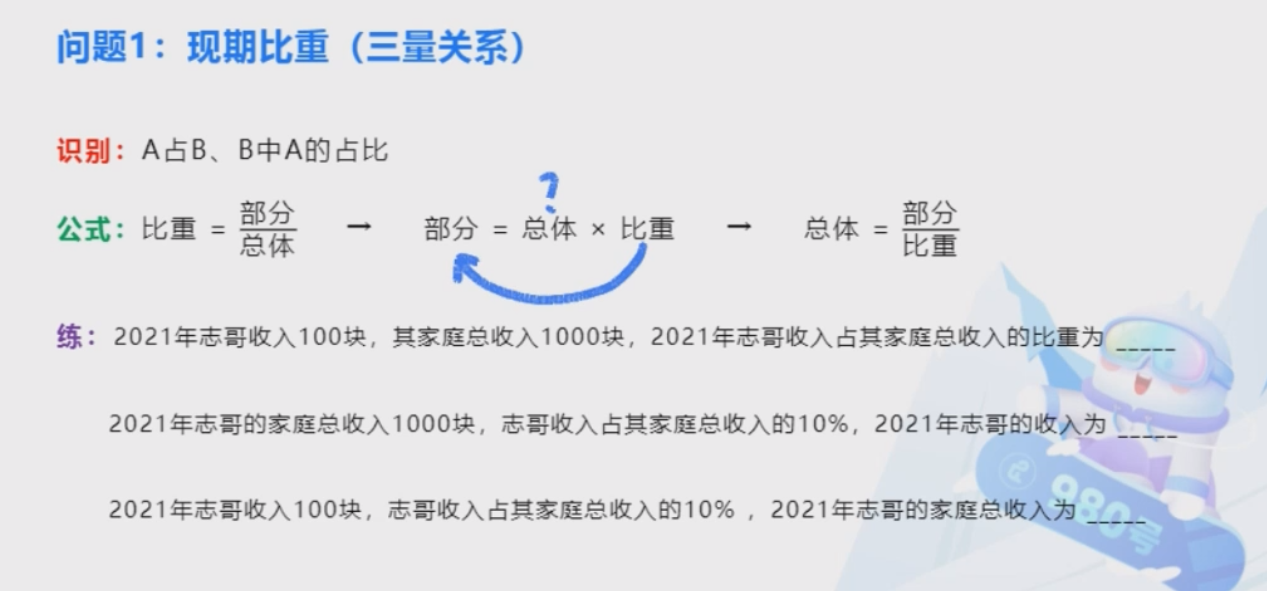 问题1：现期比重（三量关系）
识别：A占B、B中A的占比
?
公式：比重 = 部分/总体 → 部分 = 总体 × 比重 → 总体 = 部分/比重
练：2021年志哥收入100块，其家庭总收入1000块，2021年志哥收入占其家庭总收入的比重为 _____
2021年志哥的家庭总收入1000块，志哥收入占其家庭总收入的10%，2021年志哥的收入为 _____
2021年志哥收入100块，志哥收入占其家庭总收入的10% ，2021年志哥的家庭总收入为 _____
980号